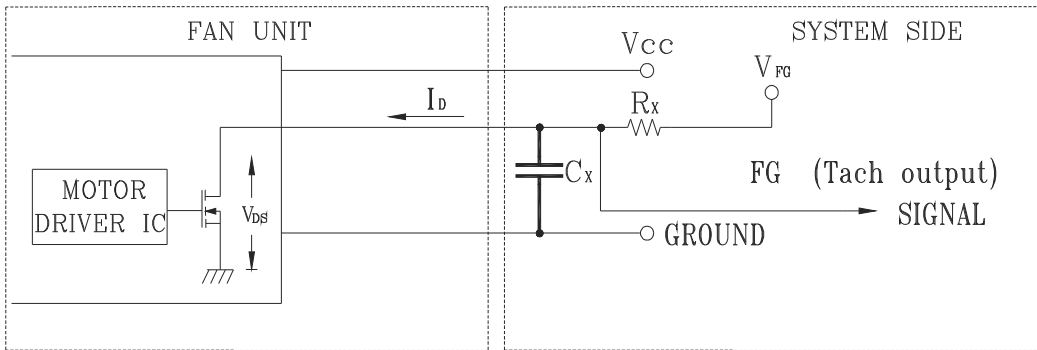 FAN UNIT
SYSTEM SIDE
Vcc
VFG
ID
RX
CX
FG (Tach output)
SIGNAL
MOTOR
DRIVER IC
VDS
GROUND